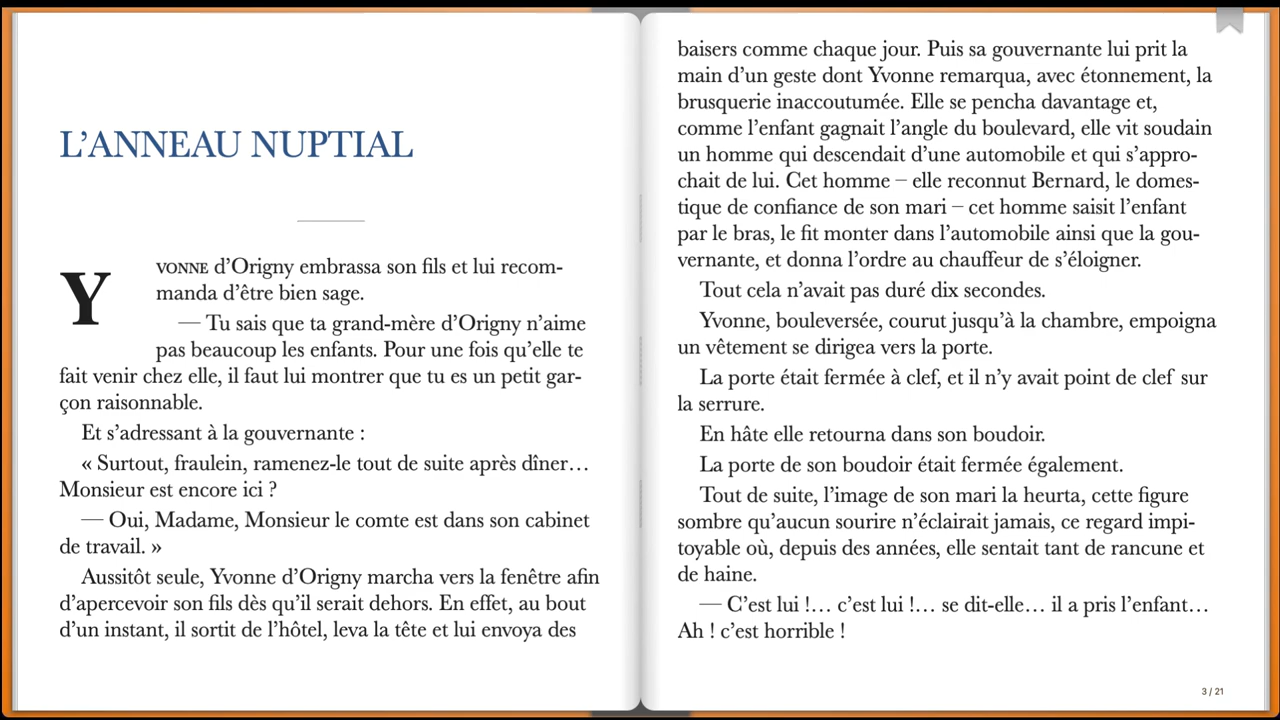 L’ANNEAU NUPTIAL
YVONNE d’Origny embrassa son fils et lui recom-
manda d’être bien sage.
— Tu sais que ta grand-mère d’Origny n’aime
pas beaucoup les enfants. Pour une fois qu’elle te
fait venir chez elle, il faut lui montrer que tu es un petit gar-
çon raisonnable.
Et s’adressant à la gouvernante :
« Surtout, fraulein, ramenez-le tout de suite après dîner…
Monsieur est encore ici ?
— Oui, Madame, Monsieur le comte est dans son cabinet
de travail. »
Aussitôt seule, Yvonne d’Origny marcha vers la fenêtre afin
d’apercevoir son fils dès qu’il serait dehors. En effet, au bout
d’un instant, il sortit de l’hôtel, leva la tête et lui envoya des
baisers comme chaque jour. Puis sa gouvernante lui prit la
main d’un geste dont Yvonne remarqua, avec étonnement, la
brusquerie inaccoutumée. Elle se pencha davantage et,
comme l’enfant gagnait l’angle du boulevard, elle vit soudain
un homme qui descendait d’une automobile et qui s’appro-
chait de lui. Cet homme – elle reconnut Bernard, le domes-
tique de confiance de son mari – cet homme saisit l’enfant
par le bras, le fit monter dans l’automobile ainsi que la gou-
vernante, et donna l’ordre au chauffeur de s’éloigner.
Tout cela n’avait pas duré dix secondes.
Yvonne, bouleversée, courut jusqu’à la chambre, empoigna
un vêtement se dirigea vers la porte.
La porte était fermée à clef, et il n’y avait point de clef sur
la serrure.
En hâte elle retourna dans son boudoir.
La porte de son boudoir était fermée également.
Tout de suite, l’image de son mari la heurta, cette figure
sombre qu’aucun sourire n’éclairait jamais, ce regard impi-
toyable où, depuis des années, elle sentait tant de rancune et
de haine.
— C’est lui !… c’est lui !… se dit-elle… il a pris l’enfant…
Ah ! c’est horrible !
3 / 21